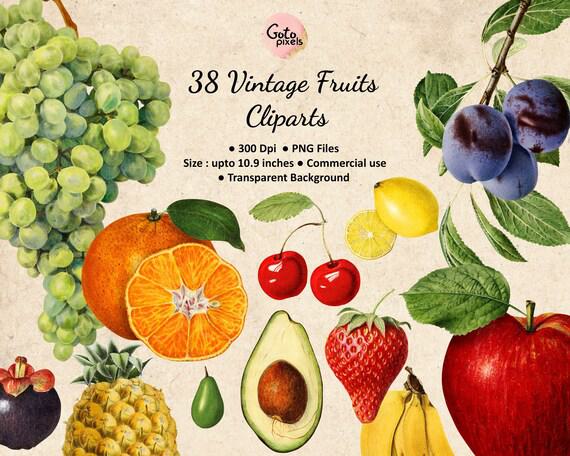 Goto
pixels
38 Vintage Fruits
Cliparts
● 300 Dpi ● PNG Files
Size : upto 10.9 inches ● Commercial use
● Transparent Background